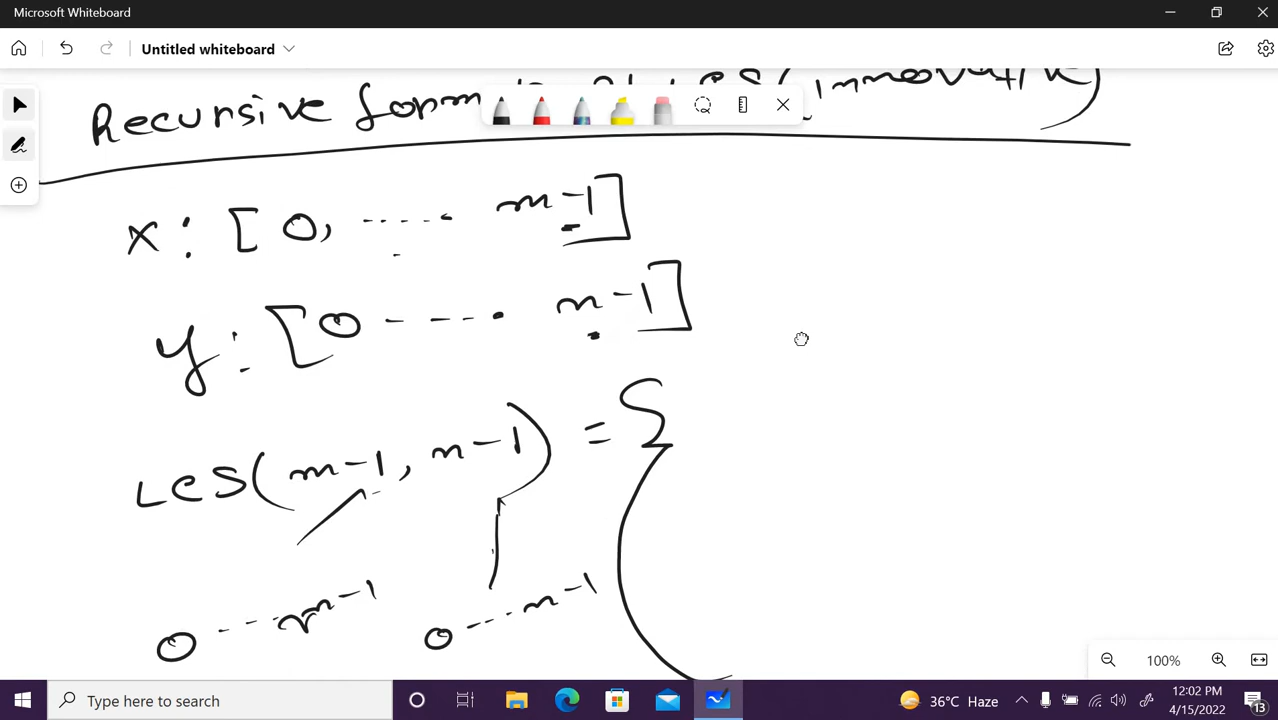 Microsoft Whiteboard
Untitled whiteboard
Recursive form
x: [ 0, ..... m-1]
y: [0 ---- n-1]
LCS(m-1, n-1) = {
0---m-1 0---n-1
100%
Type here to search
36°C Haze
12:02 PM
4/15/2022
13